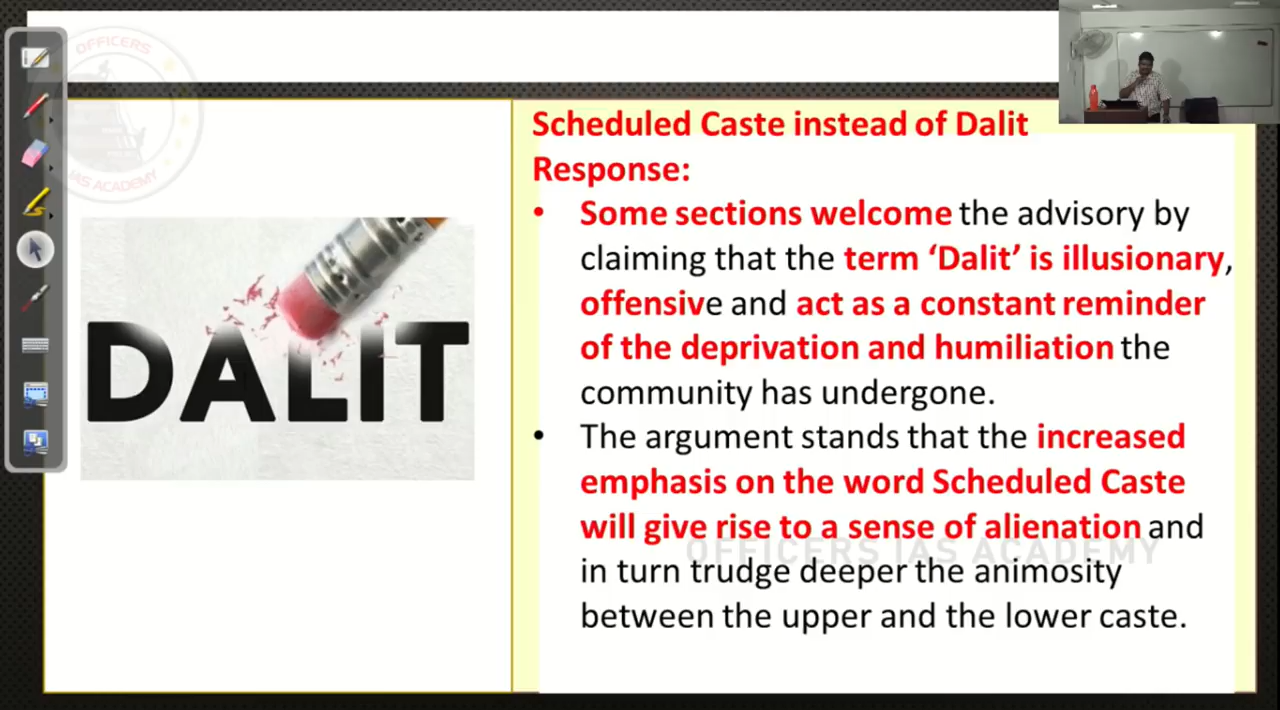 OFFICERS
IAS ACADEMY
DALIT
Scheduled Caste instead of Dalit
Response:
• Some sections welcome the advisory by
claiming that the term ‘Dalit’ is illusionary,
offensive and act as a constant reminder
of the deprivation and humiliation the
community has undergone.
• The argument stands that the increased
emphasis on the word Scheduled Caste
will give rise to a sense of alienation and
in turn trudge deeper the animosity
between the upper and the lower caste.
OFFICERS IAS ACADEMY